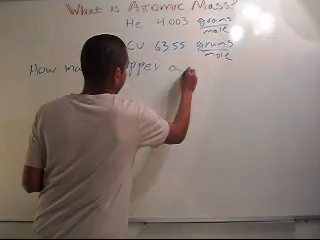 What is Atomic Mass?
He 4.003 grams/mole
Cu 63.55 grams/mole
How ma pper a